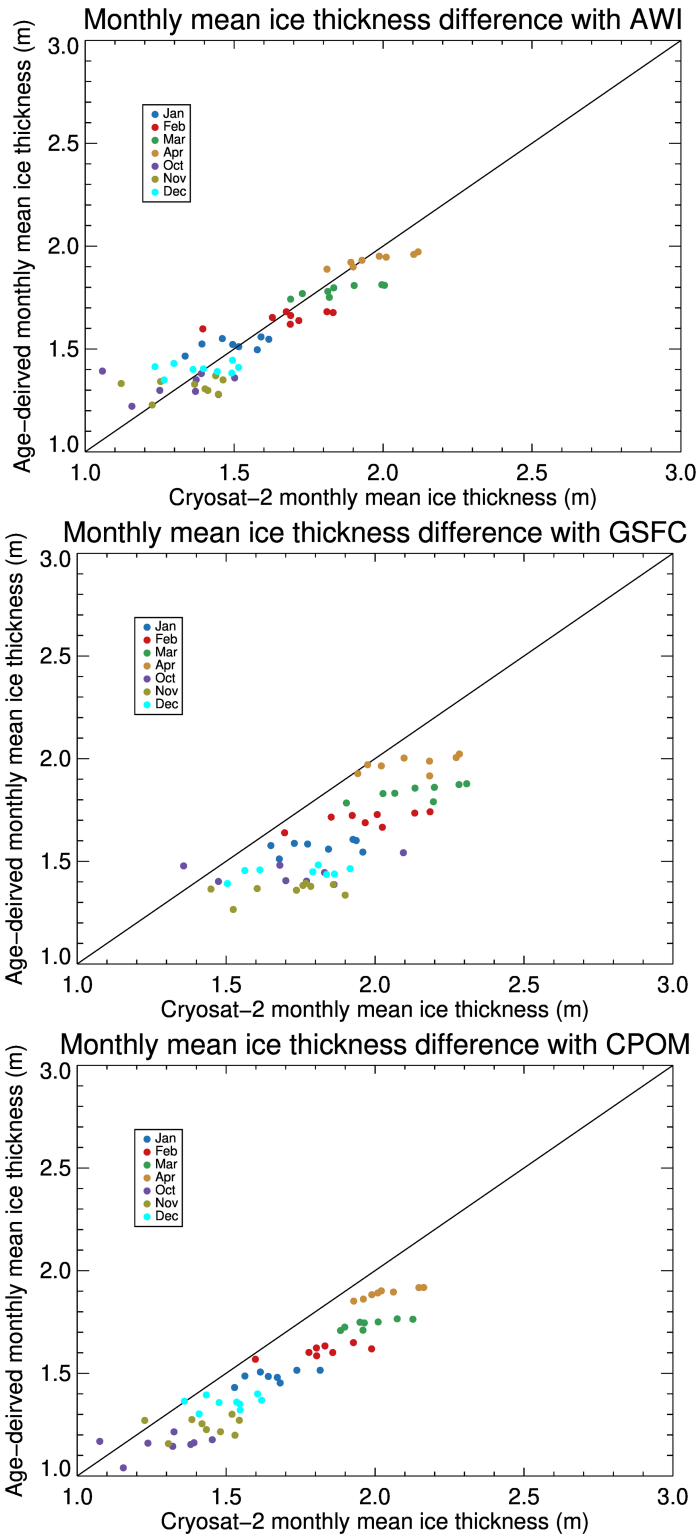 Monthly mean ice thickness difference with AWI
Age−deirved monthly mean ice thickness (m)
3.0
2.5
2.0
1.5
1.0
Jan
Feb
Mar
Apr
Oct
Nov
Dec
1.0 1.5 2.0 2.5 3.0
Cryosat−2 monthly mean ice thickness (m)
Monthly mean ice thickness difference with GSFC
Age−deirved monthly mean ice thickness (m)
3.0
2.5
2.0
1.5
1.0
Jan
Feb
Mar
Apr
Oct
Nov
Dec
1.0 1.5 2.0 2.5 3.0
Cryosat−2 monthly mean ice thickness (m)
Monthly mean ice thickness difference with CPOM
Age−deirved monthly mean ice thickness (m)
3.0
2.5
2.0
1.5
1.0
Jan
Feb
Mar
Apr
Oct
Nov
Dec
1.0 1.5 2.0 2.5 3.0
Cryosat−2 monthly mean ice thickness (m)